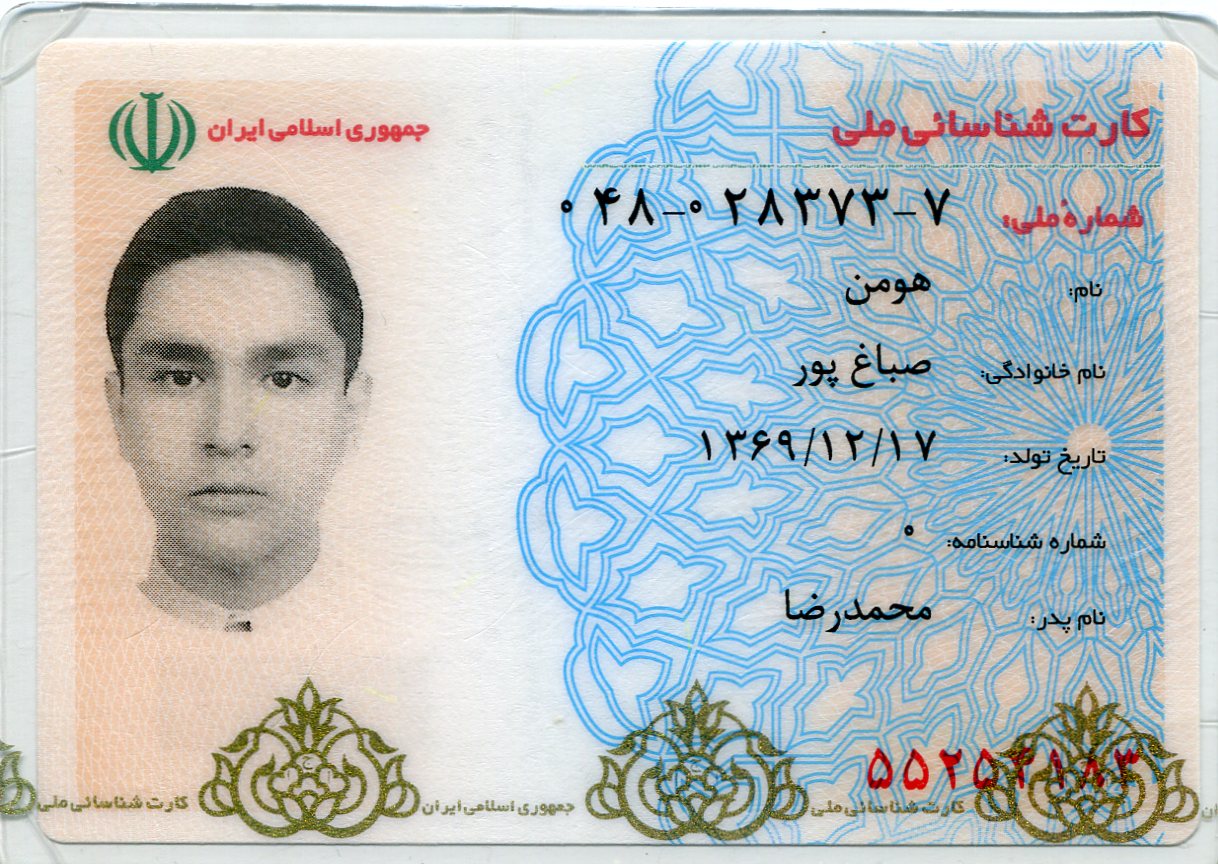 جمهوری اسلامی ایران
کارت شناسائی ملی
شمارهٔ ملی: ۰۴۸-۰۲۸۳۷۳-۷
نام: هومن
نام خانوادگی: صباغ پور
تاریخ تولد: ۱۳۶۹/۱۲/۱۷
شماره شناسنامه: ۰
نام پدر: محمدرضا
۵۵۲۵۴۱۸۳
کارت شناسائی ملی جمهوری اسلامی ایران کارت شناسائی ملی